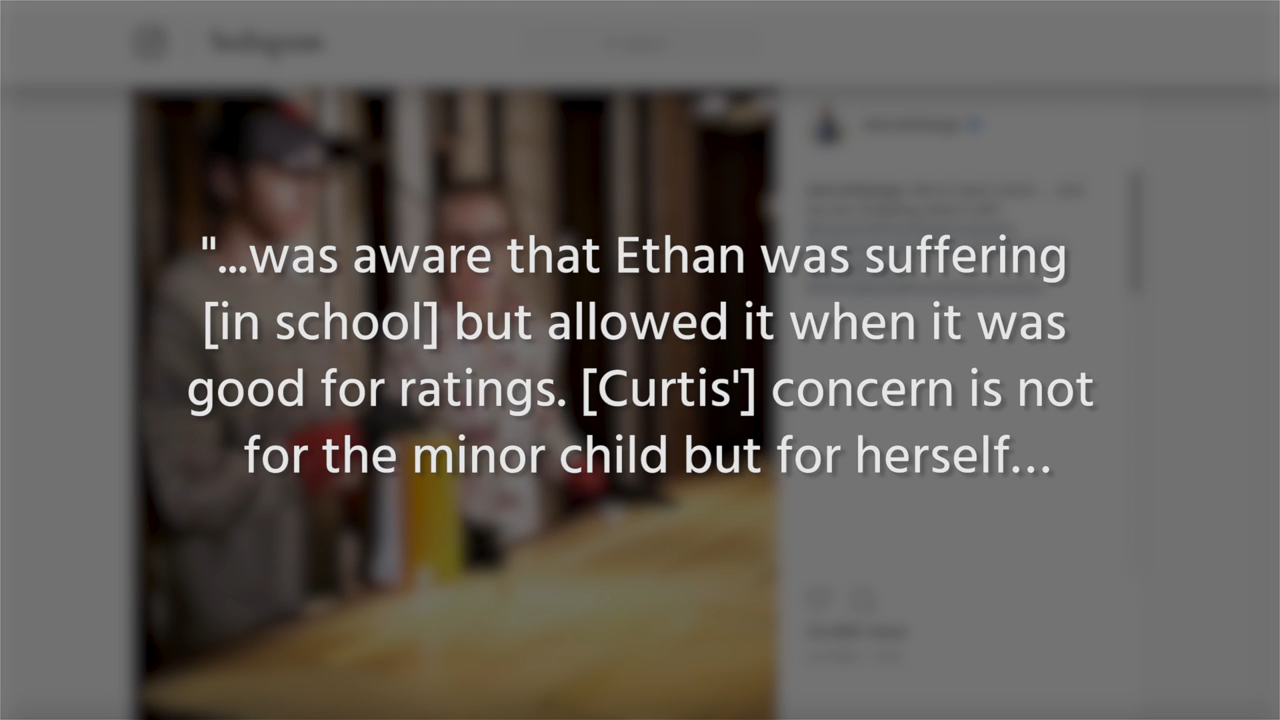 Instagram
"...was aware that Ethan was suffering
[in school] but allowed it when it was
good for ratings. [Curtis'] concern is not
for the minor child but for herself...